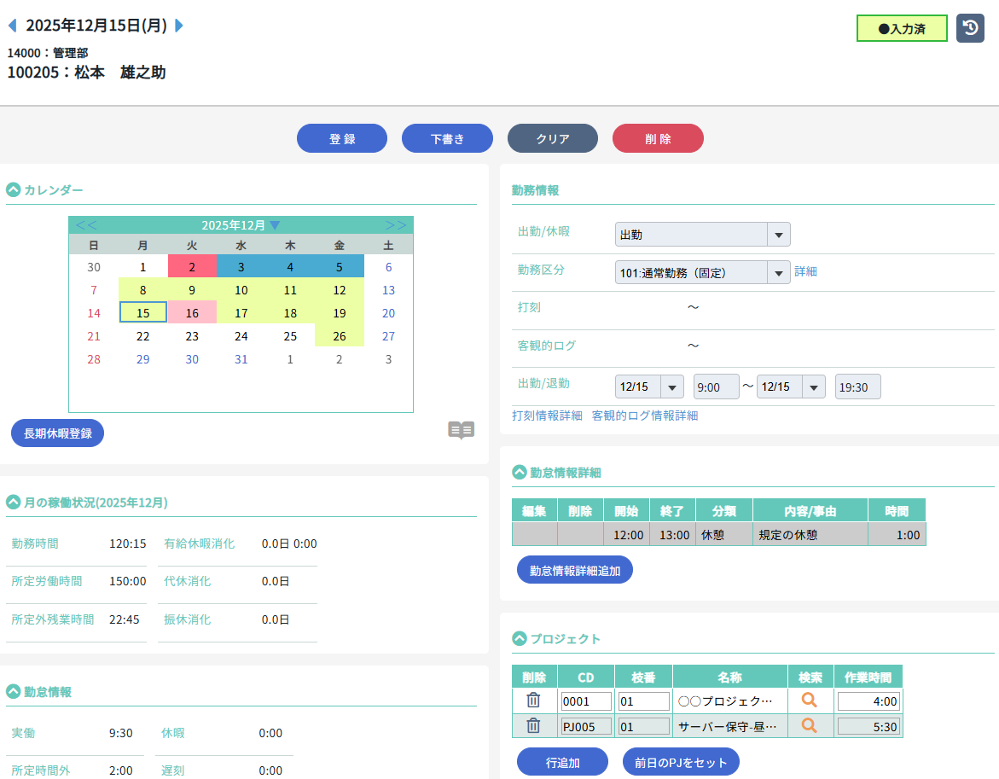 2025年12月15日(月)
●入力済
14000：管理部
100205：松本　雄之助
登 録 下書き クリア 削 除
カレンダー
<< 2025年12月 ▼ >>
日 月 火 水 木 金 土
30 1 2 3 4 5 6
7 8 9 10 11 12 13
14 15 16 17 18 19 20
21 22 23 24 25 26 27
28 29 30 31 1 2 3
長期休暇登録
月の稼働状況(2025年12月)
勤務時間 120:15 有給休暇消化 0.0日 0:00
所定労働時間 150:00 代休消化 0.0日
所定外残業時間 22:45 振休消化 0.0日
勤怠情報
実働 9:30 休暇 0:00
所定時間外 2:00 遅刻 0:00
勤務情報
出勤/休暇 出勤
勤務区分 101:通常勤務（固定） 詳細
打刻 ～
客観的ログ ～
出勤/退勤 12/15 9:00 ～ 12/15 19:30
打刻情報詳細 客観的ログ情報詳細
勤怠情報詳細
編集 削除 開始 終了 分類 内容/事由 時間
12:00 13:00 休憩 規定の休憩 1:00
勤怠情報詳細追加
プロジェクト
削除 CD 枝番 名称 検索 作業時間
0001 01 〇〇プロジェク… 4:00
PJ005 01 サーバー保守-昼… 5:30
行追加 前日のPJをセット